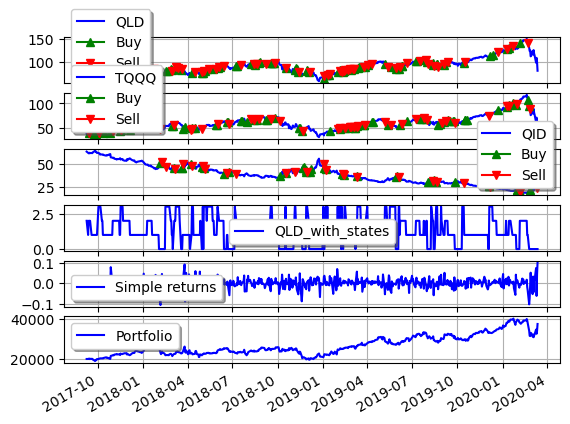 QLD
Buy
Sell
150
100
TQQQ
Buy
Sell
100
50
QID
Buy
Sell
50
25
QLD_with_states
2.5
0.0
Simple returns
0.1
0.0
−0.1
Portfolio
40000
20000
2017-10
2018-01
2018-04
2018-07
2018-10
2019-01
2019-04
2019-07
2019-10
2020-01
2020-04